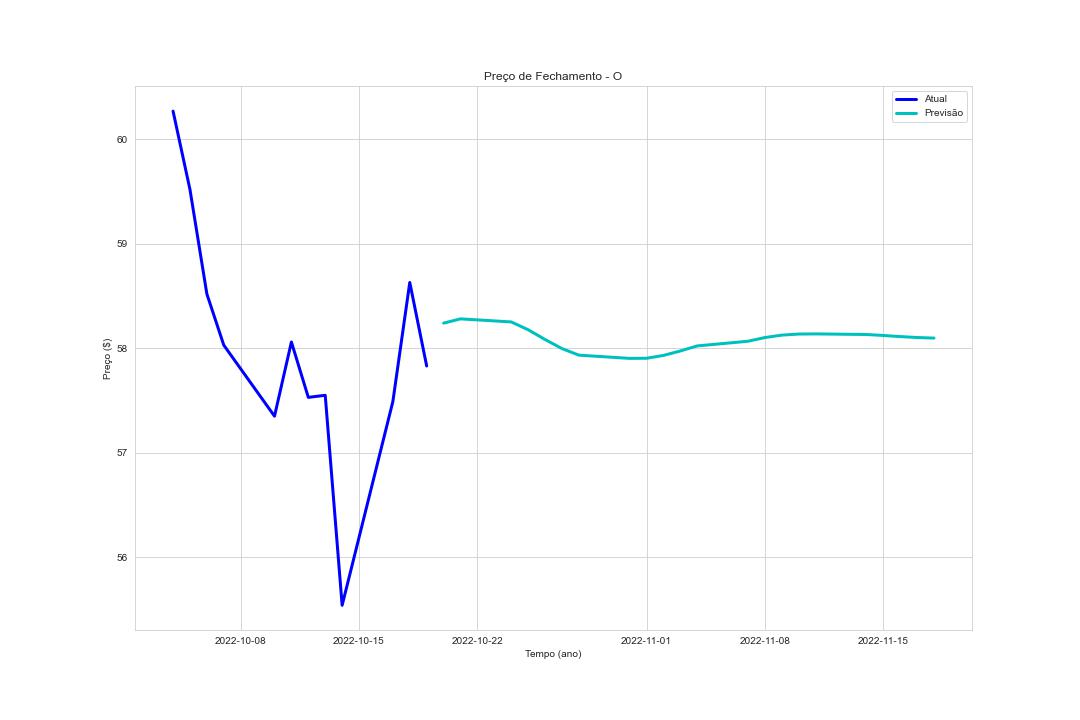 Preço de Fechamento - O
Atual
Previsão
60
59
58
57
56
Preço ($)
2022-10-08
2022-10-15
2022-10-22
2022-11-01
2022-11-08
2022-11-15
Tempo (ano)